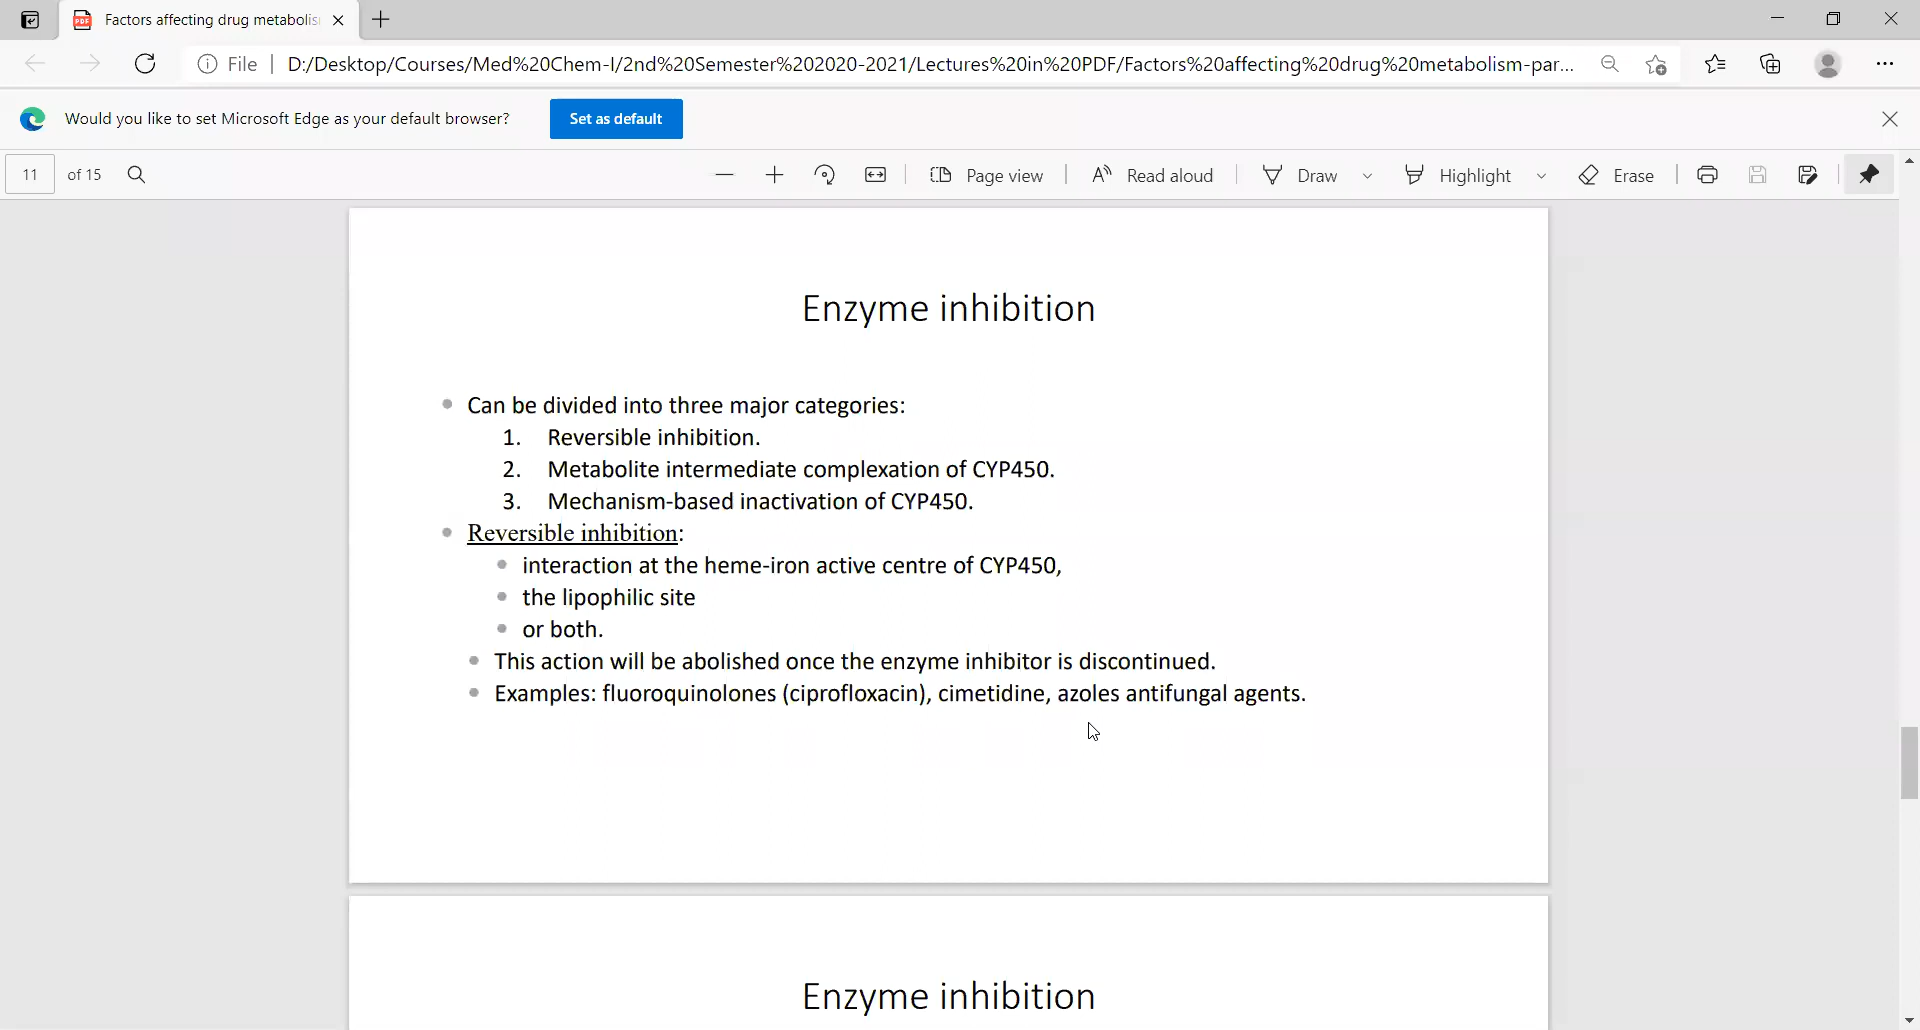 Factors affecting drug metabolis
File
D:/Desktop/Courses/Med%20Chem-I/2nd%20Semester%202020-2021/Lectures%20in%20PDF/Factors%20affecting%20drug%20metabolism-par...
Would you like to set Microsoft Edge as your default browser?
Set as default
11 of 15
Page view
Read aloud
Draw
Highlight
Erase
Enzyme inhibition
• Can be divided into three major categories:
1. Reversible inhibition.
2. Metabolite intermediate complexation of CYP450.
3. Mechanism-based inactivation of CYP450.
• Reversible inhibition:
• interaction at the heme-iron active centre of CYP450,
• the lipophilic site
• or both.
• This action will be abolished once the enzyme inhibitor is discontinued.
• Examples: fluoroquinolones (ciprofloxacin), cimetidine, azoles antifungal agents.
Enzyme inhibition